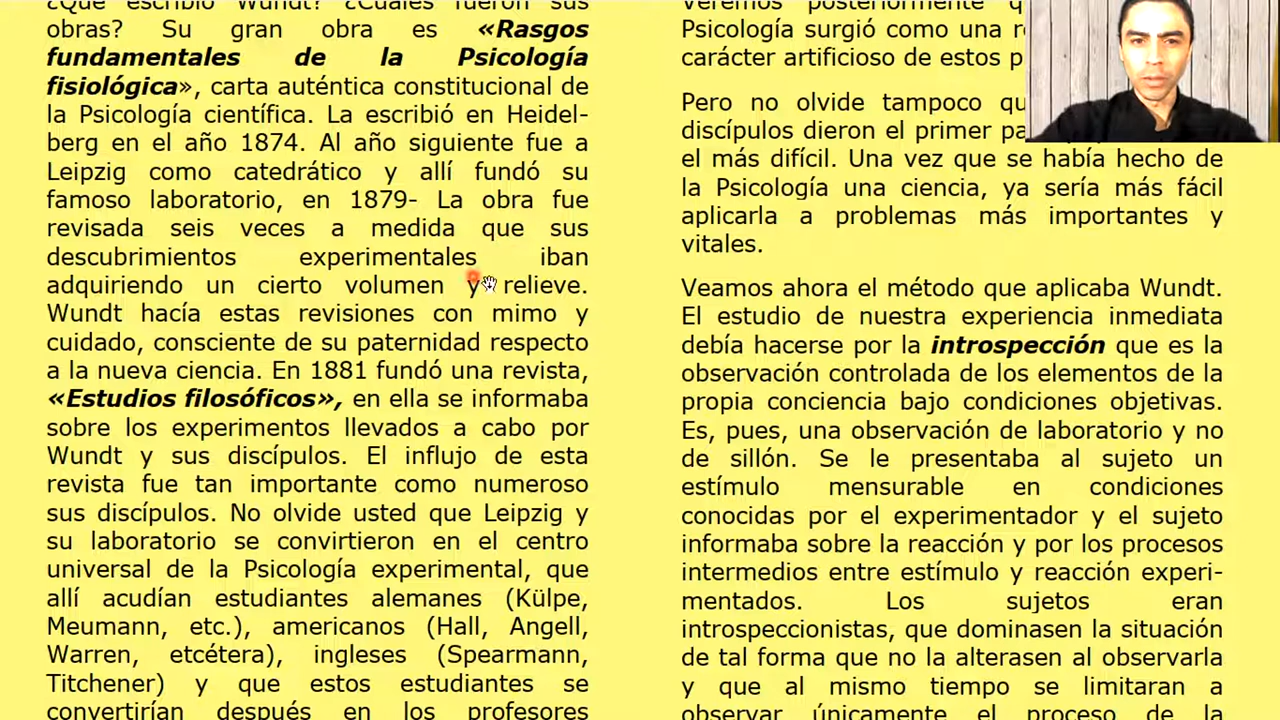 ¿Qué escribió Wundt? ¿Cuáles fueron sus
obras? Su gran obra es «Rasgos
fundamentales de la Psicología
fisiológica», carta auténtica constitucional de
la Psicología científica. La escribió en Heidel-
berg en el año 1874. Al año siguiente fue a
Leipzig como catedrático y allí fundó su
famoso laboratorio, en 1879- La obra fue
revisada seis veces a medida que sus
descubrimientos experimentales iban
adquiriendo un cierto volumen y relieve.
Wundt hacía estas revisiones con mimo y
cuidado, consciente de su paternidad respecto
a la nueva ciencia. En 1881 fundó una revista,
«Estudios filosóficos», en ella se informaba
sobre los experimentos llevados a cabo por
Wundt y sus discípulos. El influjo de esta
revista fue tan importante como numeroso
sus discípulos. No olvide usted que Leipzig y
su laboratorio se convirtieron en el centro
universal de la Psicología experimental, que
allí acudían estudiantes alemanes (Külpe,
Meumann, etc.), americanos (Hall, Angell,
Warren, etcétera), ingleses (Spearmann,
Titchener) y que estos estudiantes se
convertirían después en los profesores
Veremos posteriormente
Psicología surgió como una
carácter artificioso de estos
Pero no olvide tampoco
discípulos dieron el primer
el más difícil. Una vez que se había hecho de
la Psicología una ciencia, ya sería más fácil
aplicarla a problemas más importantes y
vitales.
Veamos ahora el método que aplicaba Wundt.
El estudio de nuestra experiencia inmediata
debía hacerse por la introspección que es la
observación controlada de los elementos de la
propia conciencia bajo condiciones objetivas.
Es, pues, una observación de laboratorio y no
de sillón. Se le presentaba al sujeto un
estímulo mensurable en condiciones
conocidas por el experimentador y el sujeto
informaba sobre la reacción y por los procesos
intermedios entre estímulo y reacción experi-
mentados. Los sujetos eran
introspeccionistas, que dominasen la situación
de tal forma que no la alterasen al observarla
y que al mismo tiempo se limitaran a
observar únicamente el proceso de la